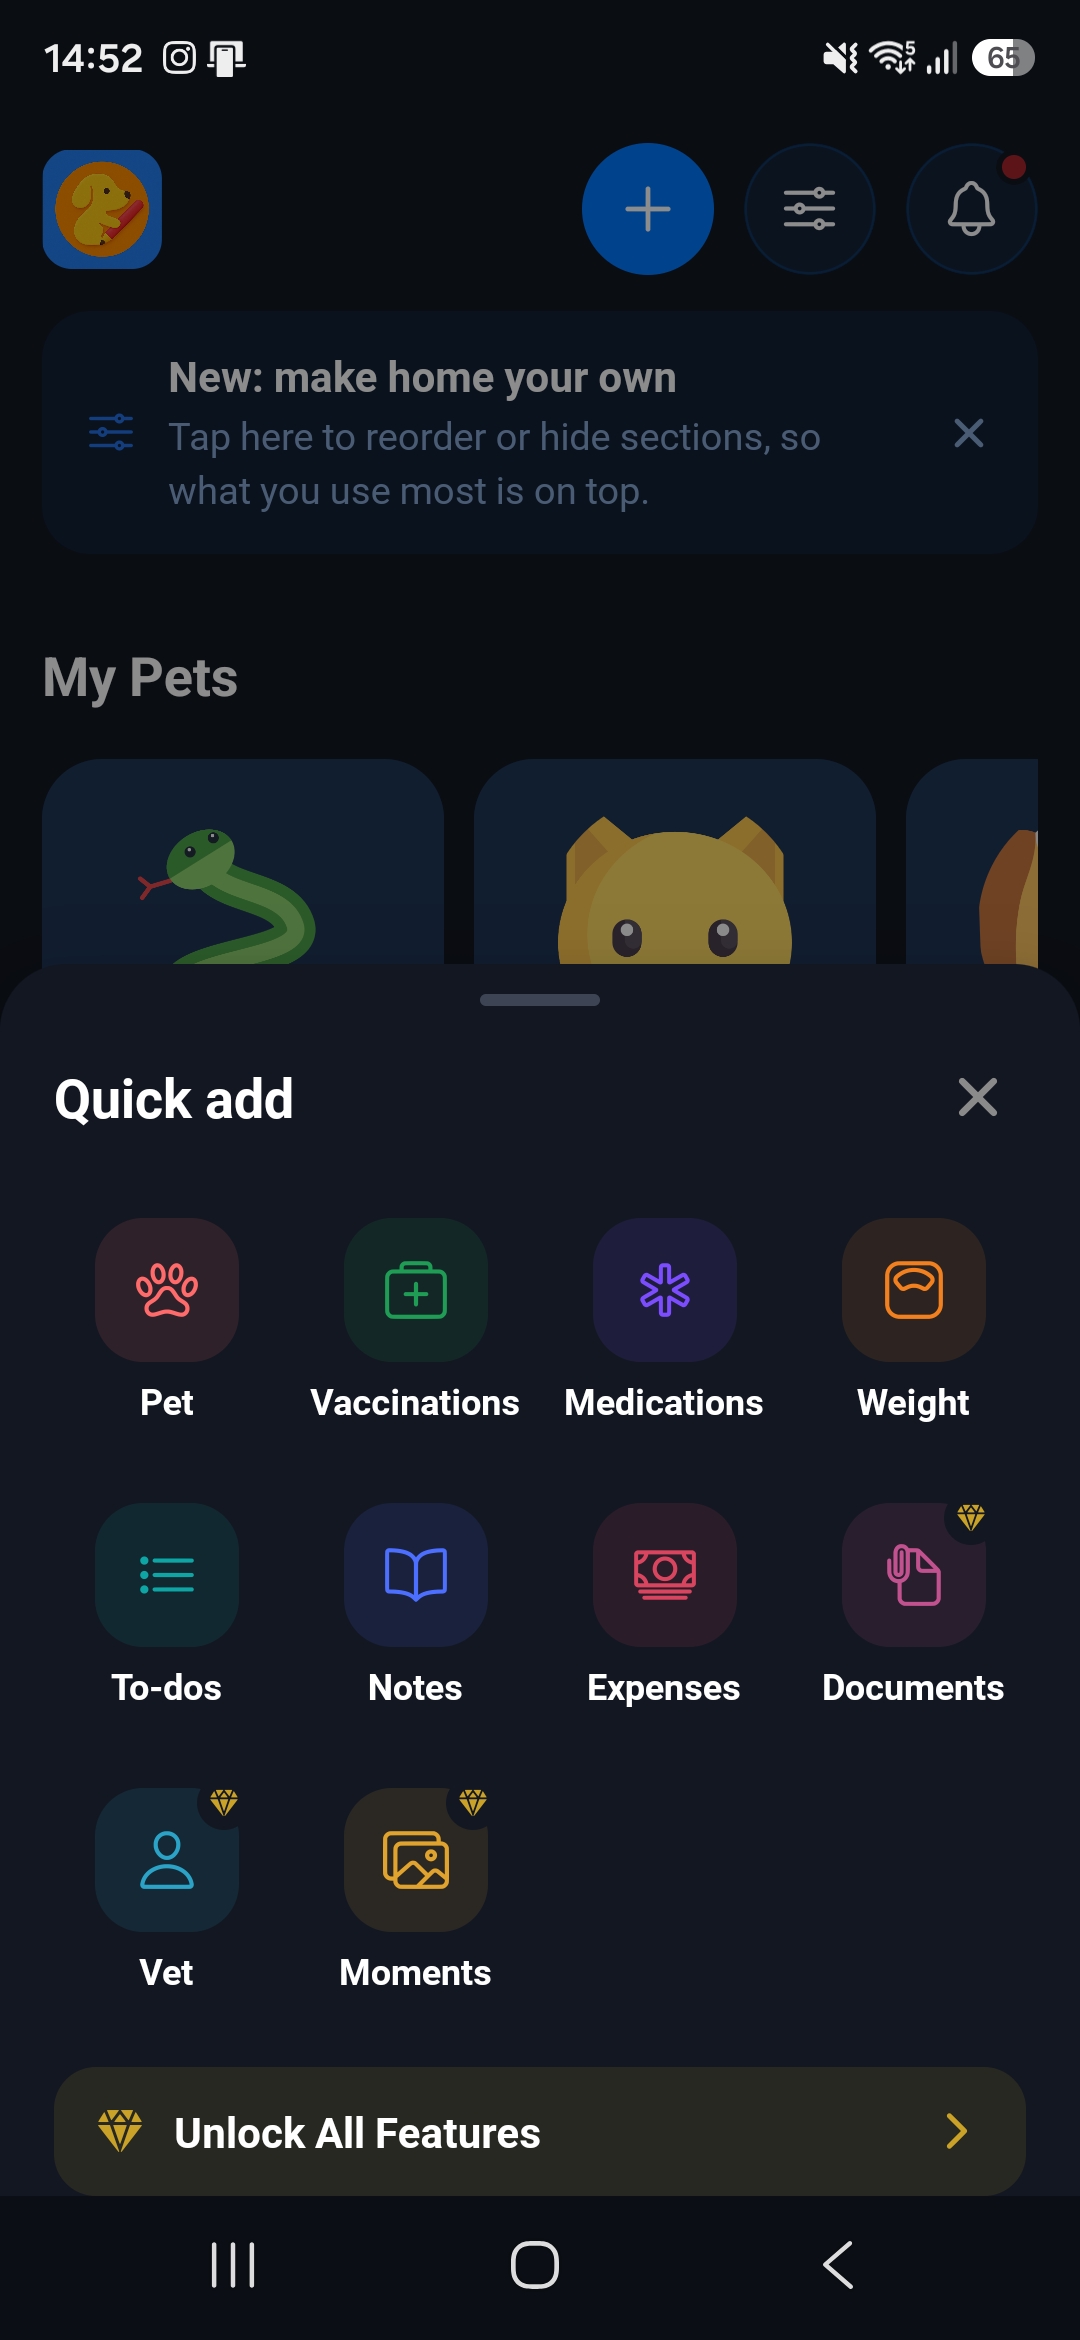 14:52
5
65
New: make home your own
Tap here to reorder or hide sections, so
what you use most is on top.
My Pets
Quick add
Pet
Vaccinations
Medications
Weight
To-dos
Notes
Expenses
Documents
Vet
Moments
Unlock All Features